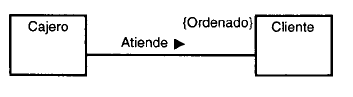 Cajero
{Ordenado}
Cliente
Atiende ▶